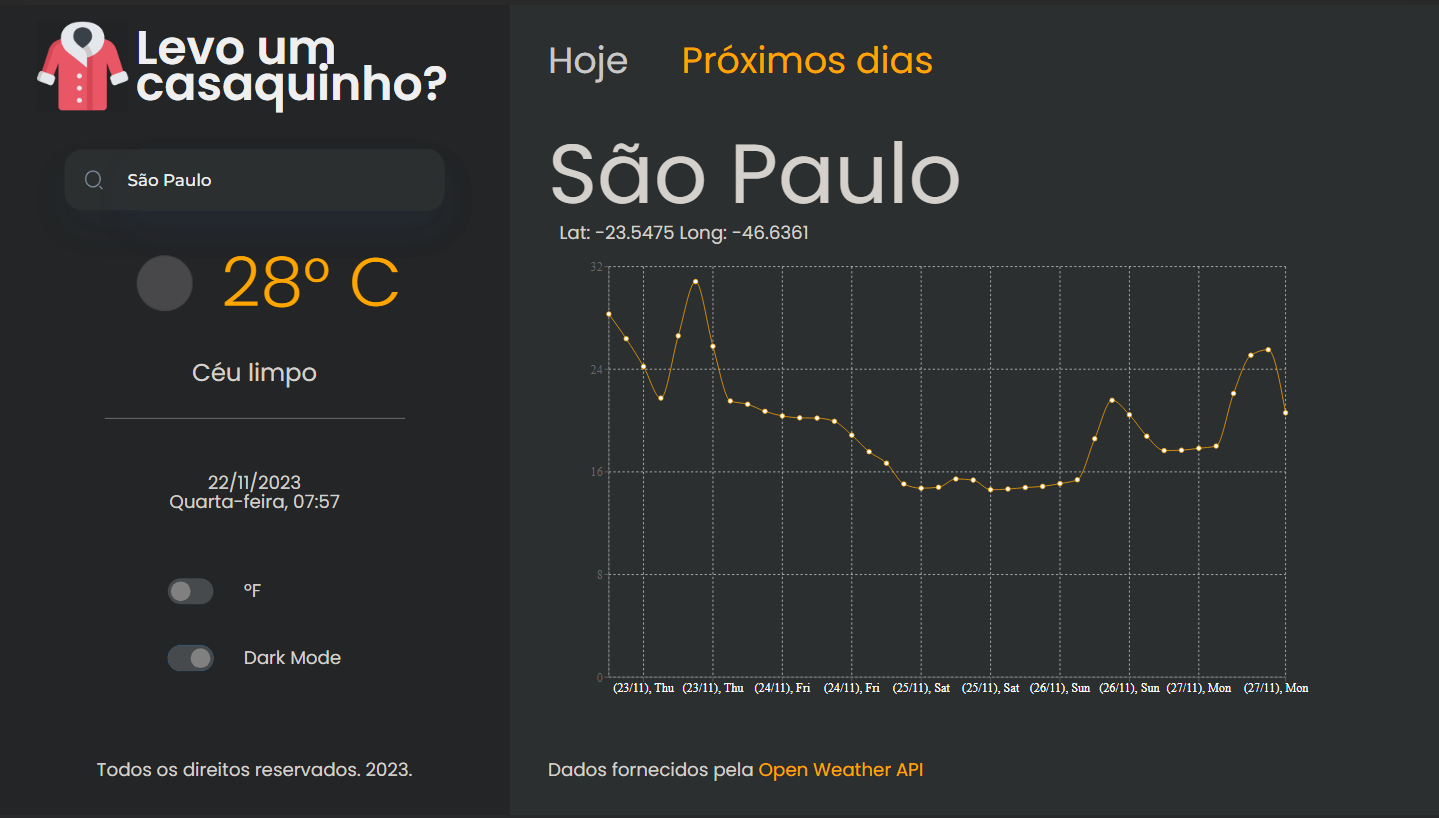 Levo um
casaquinho?
São Paulo
28º C
Céu limpo
22/11/2023
Quarta-feira, 07:57
ºF
Dark Mode
Todos os direitos reservados. 2023.
Hoje Próximos dias
São Paulo
Lat: -23.5475 Long: -46.6361
32
24
16
8
0
(23/11), Thu (23/11), Thu (24/11), Fri (24/11), Fri (25/11), Sat (25/11), Sat (26/11), Sun (26/11), Sun (27/11), Mon (27/11), Mon
Dados fornecidos pela Open Weather API